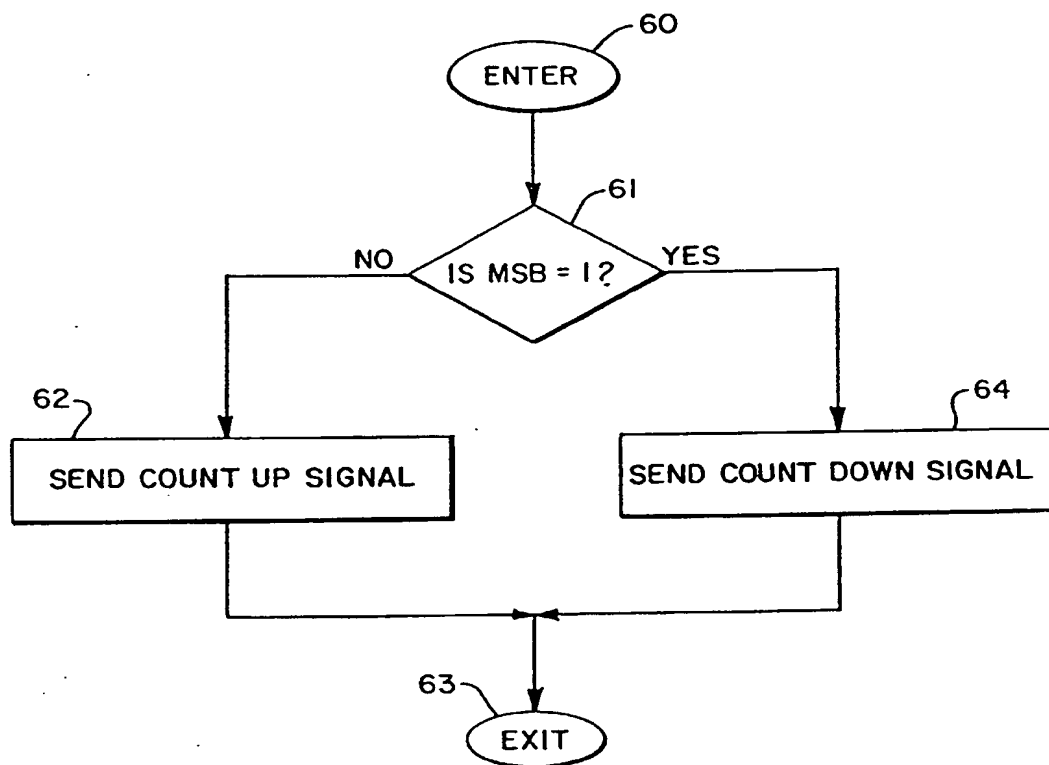 60
ENTER
61
NO
IS MSB = 1?
YES
62
64
SEND COUNT UP SIGNAL
SEND COUNT DOWN SIGNAL
63
EXIT